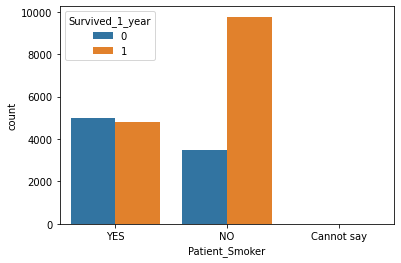 Survived_1_year
0
1
10000
8000
6000
4000
2000
0
count
YES NO Cannot say
Patient_Smoker